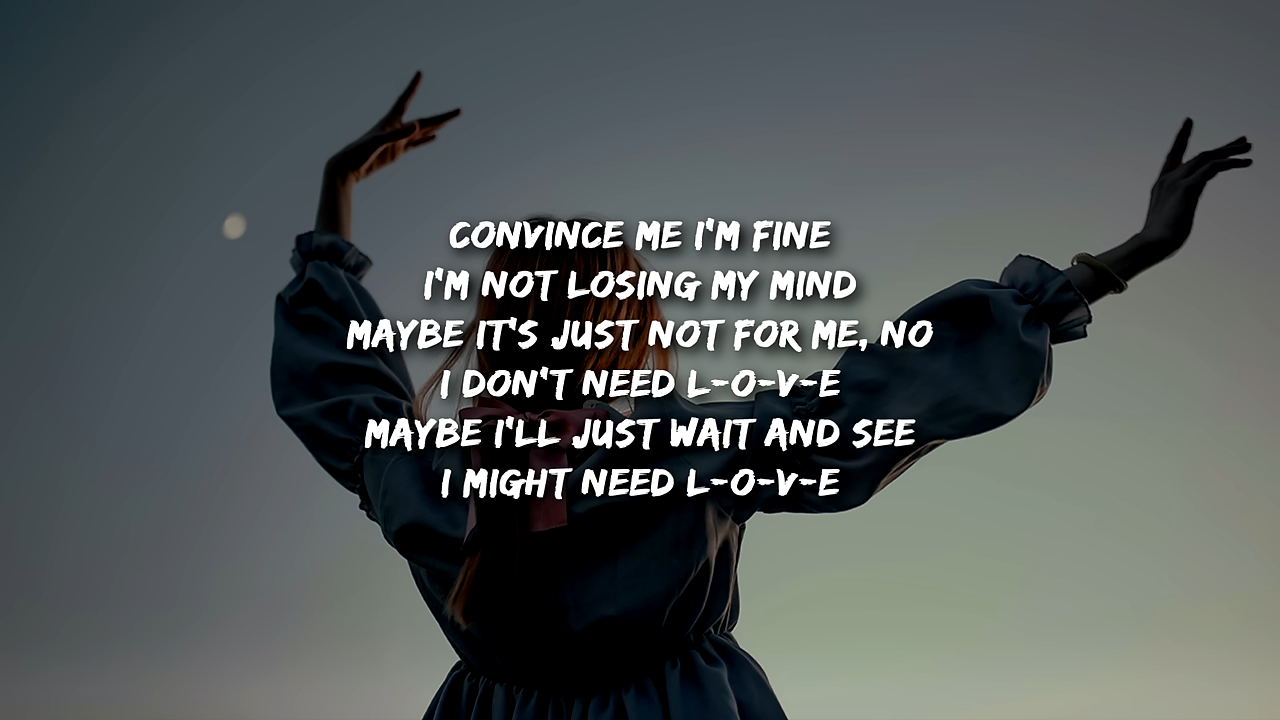 CONVINCE ME I'M FINE
I'M NOT LOSING MY MIND
MAYBE IT'S JUST NOT FOR ME, NO
I DON'T NEED L-O-V-E
MAYBE I'LL JUST WAIT AND SEE
I MIGHT NEED L-O-V-E